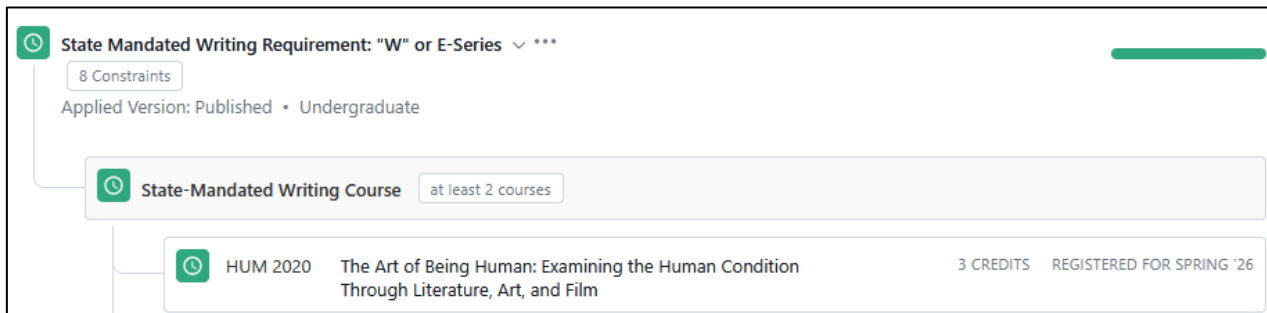 State Mandated Writing Requirement: "W" or E-Series
8 Constraints
Applied Version: Published • Undergraduate
State-Mandated Writing Course at least 2 courses
HUM 2020 The Art of Being Human: Examining the Human Condition 3 CREDITS REGISTERED FOR SPRING '26
Through Literature, Art, and Film